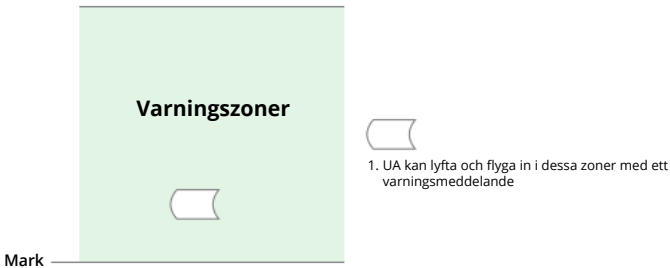 Varningszoner
1. UA kan lyfta och flyga in i dessa zoner med ett
varningsmeddelande
Mark